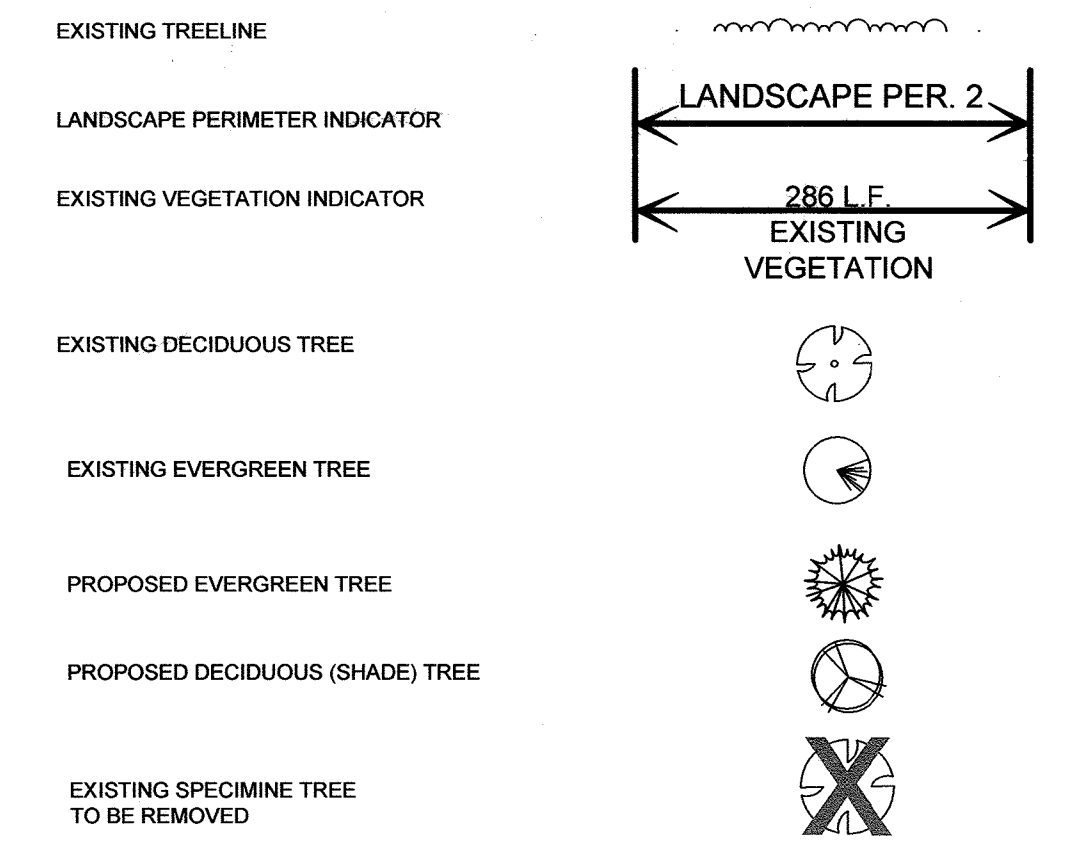 EXISTING TREELINE
LANDSCAPE PERIMETER INDICATOR
LANDSCAPE PER. 2
EXISTING VEGETATION INDICATOR
286 L.F.
EXISTING
VEGETATION
EXISTING DECIDUOUS TREE
EXISTING EVERGREEN TREE
PROPOSED EVERGREEN TREE
PROPOSED DECIDUOUS (SHADE) TREE
EXISTING SPECIMINE TREE
TO BE REMOVED